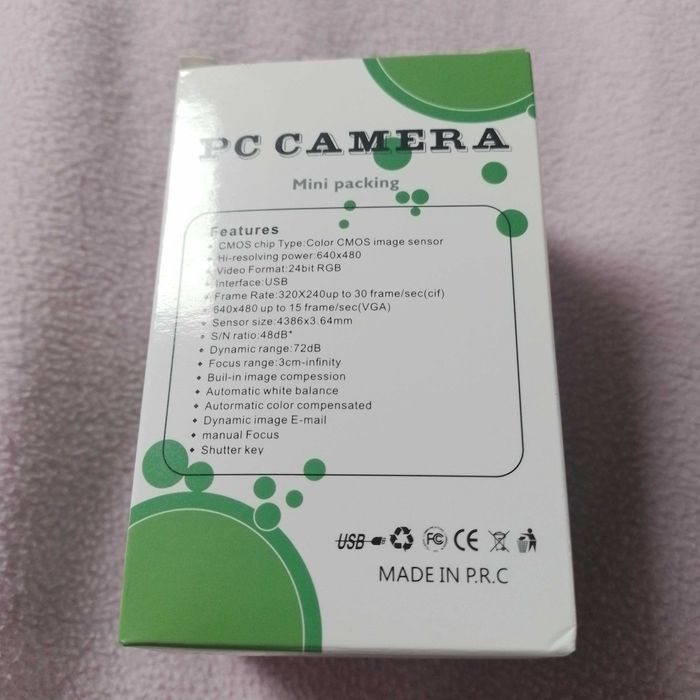 PC CAMERA
Mini packing
Features
CMOS chip Type:Color CMOS image sensor
Hi-resolving power:640x480
Video Format:24bit RGB
Interface:USB
Frame Rate:320X240up to 30 frame/sec(cif)
640x480 up to 15 frame/sec(VGA)
Sensor size:4386x3.64mm
S/N ratio:48dB*
Dynamic range:72dB
Focus range:3cm-infinity
Buil-in image compession
Automatic white balance
Autormatic color compensated
Dynamic image E-mail
manual Focus
Shutter key
USB FC CE
MADE IN P.R.C